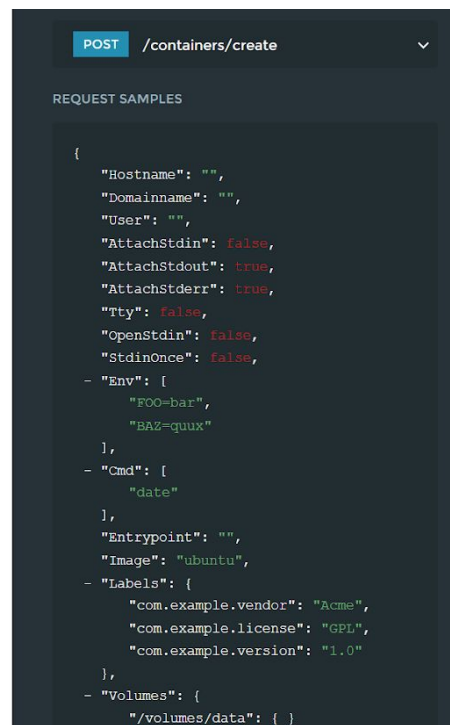 POST /containers/create
REQUEST SAMPLES
{
"Hostname": "",
"Domainname": "",
"User": "",
"AttachStdin": false,
"AttachStdout": true,
"AttachStderr": true,
"Tty": false,
"OpenStdin": false,
"StdinOnce": false,
- "Env": [
"FOO=bar",
"BAZ=quux"
],
- "Cmd": [
"date"
],
"Entrypoint": "",
"Image": "ubuntu",
- "Labels": {
"com.example.vendor": "Acme",
"com.example.license": "GPL",
"com.example.version": "1.0"
},
- "Volumes": {
"/volumes/data": { }